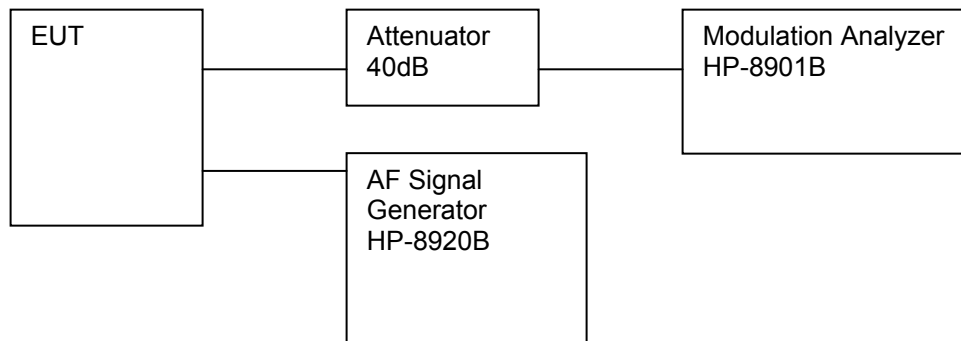 EUT
Attenuator
40dB
Modulation Analyzer
HP-8901B
AF Signal
Generator
HP-8920B